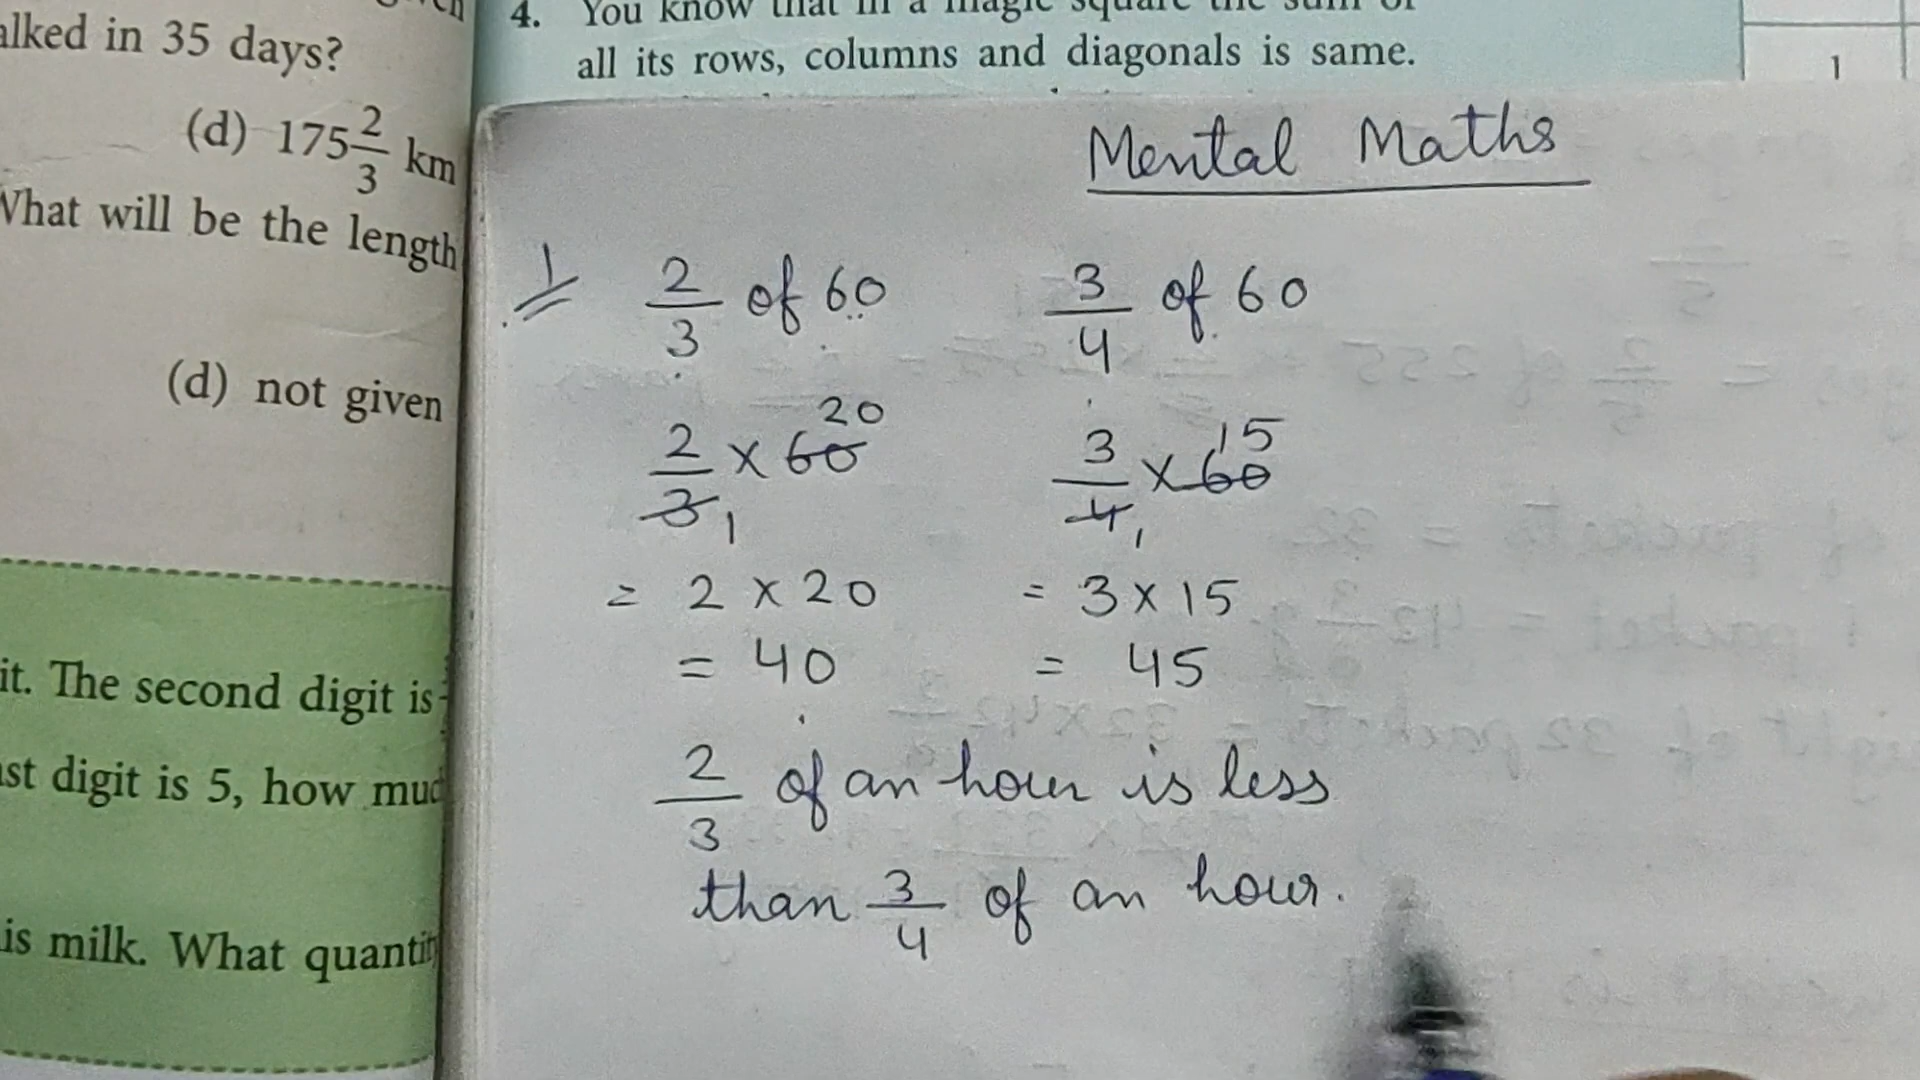 alked in 35 days?
(d) 175 2/3 km
What will be the length
(d) not given
it. The second digit is
digit is 5, how
is milk. What
4. You know that in a magic square the sum of
all its rows, columns and diagonals is same.
1
Mental Maths
1
2/3 of 60
3/4 of 60
2/3 1 × 60 20
3/4 1 × 60 15
= 2 × 20
= 3 × 15
= 40
= 45
2/3 of an hour is less
than 3/4 of an hour.